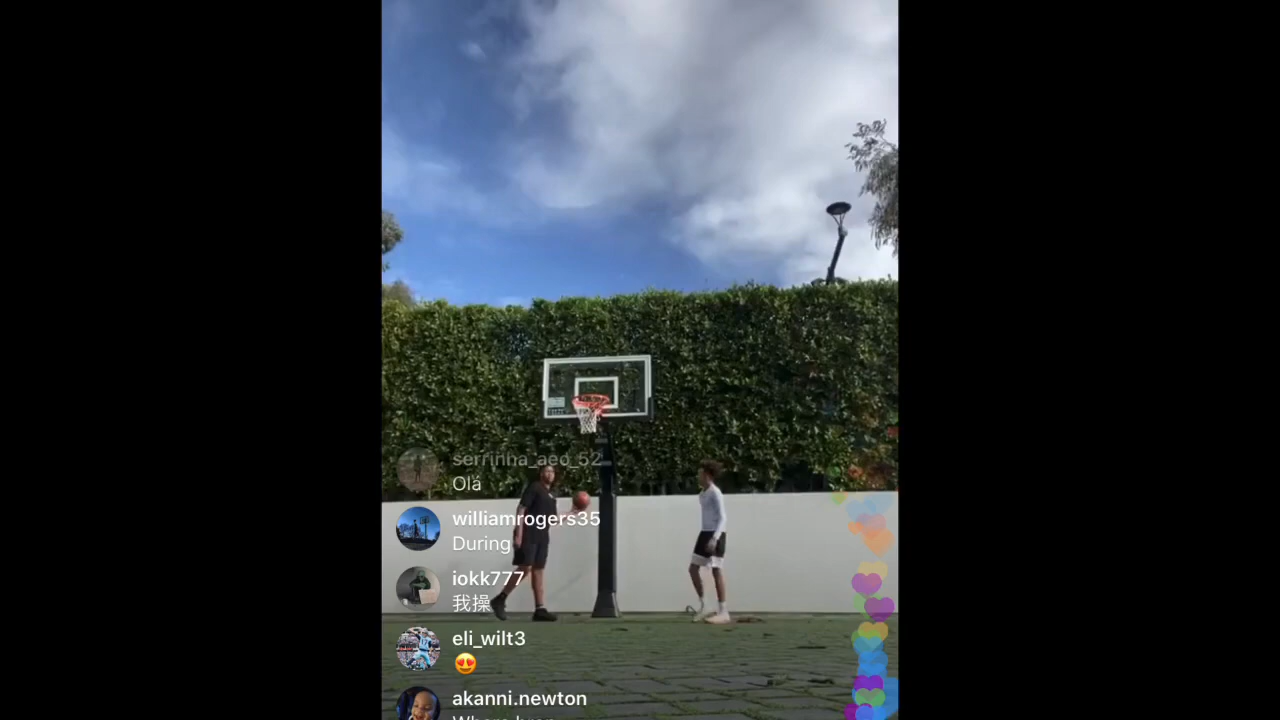 serrinha_aeo_52
Olá
williamrogers35
During
iokk777
我操
eli_wilt3
😍
akanni.newton